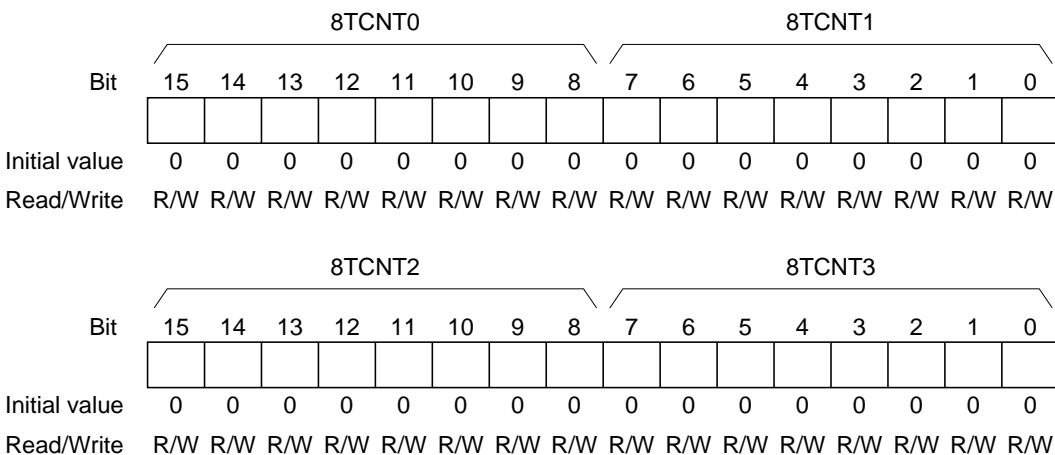 8TCNT0 8TCNT1
Bit 15 14 13 12 11 10 9 8 7 6 5 4 3 2 1 0
Initial value 0 0 0 0 0 0 0 0 0 0 0 0 0 0 0 0
Read/Write R/W R/W R/W R/W R/W R/W R/W R/W R/W R/W R/W R/W R/W R/W R/W R/W
8TCNT2 8TCNT3
Bit 15 14 13 12 11 10 9 8 7 6 5 4 3 2 1 0
Initial value 0 0 0 0 0 0 0 0 0 0 0 0 0 0 0 0
Read/Write R/W R/W R/W R/W R/W R/W R/W R/W R/W R/W R/W R/W R/W R/W R/W R/W